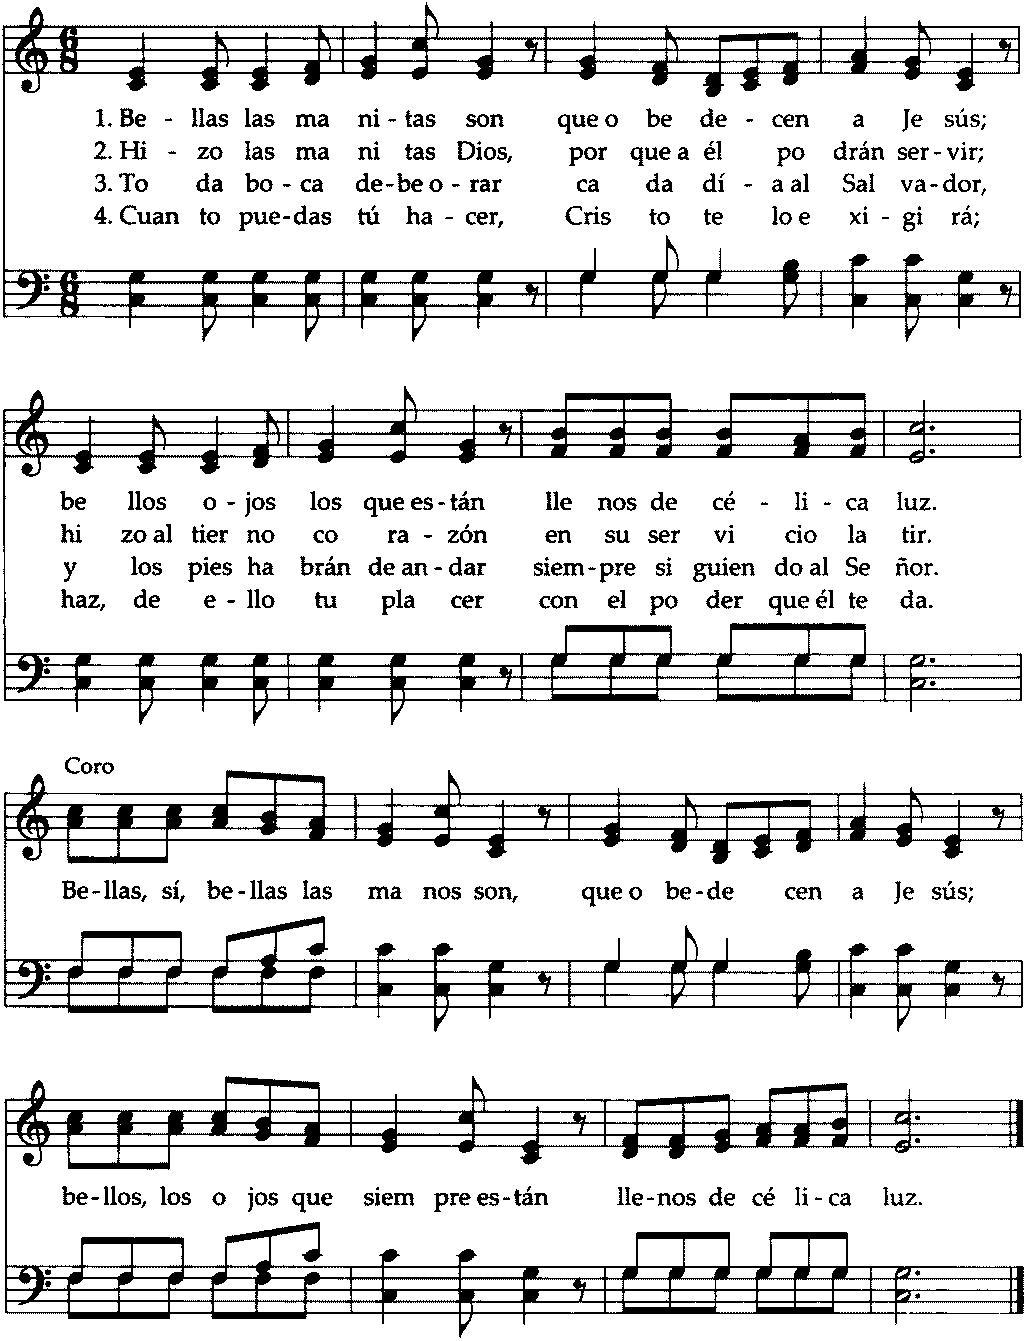 1. Be - llas las ma ni - tas son que o be de - cen a Je sús;
2. Hi - zo las ma ni tas Dios, por que a él po drán ser - vir;
3. To da bo - ca de - be o - rar ca da dí - a al Sal va - dor,
4. Cuan to pue - das tú ha - cer, Cris to te lo e xi - gi rá;
be llos o - jos los que es - tán lle nos de cé - li - ca luz.
hi zo al tier no co ra - zón en su ser vi cio la tir.
y los pies ha brán de an - dar siem - pre si guien do al Se ñor.
haz, de e - llo tu pla cer con el po der que él te da.
Coro
Be - llas, sí, be - llas las ma nos son, que o be - de cen a Je sús;
be - llos, los o jos que siem pre es - tán lle - nos de cé li - ca luz.